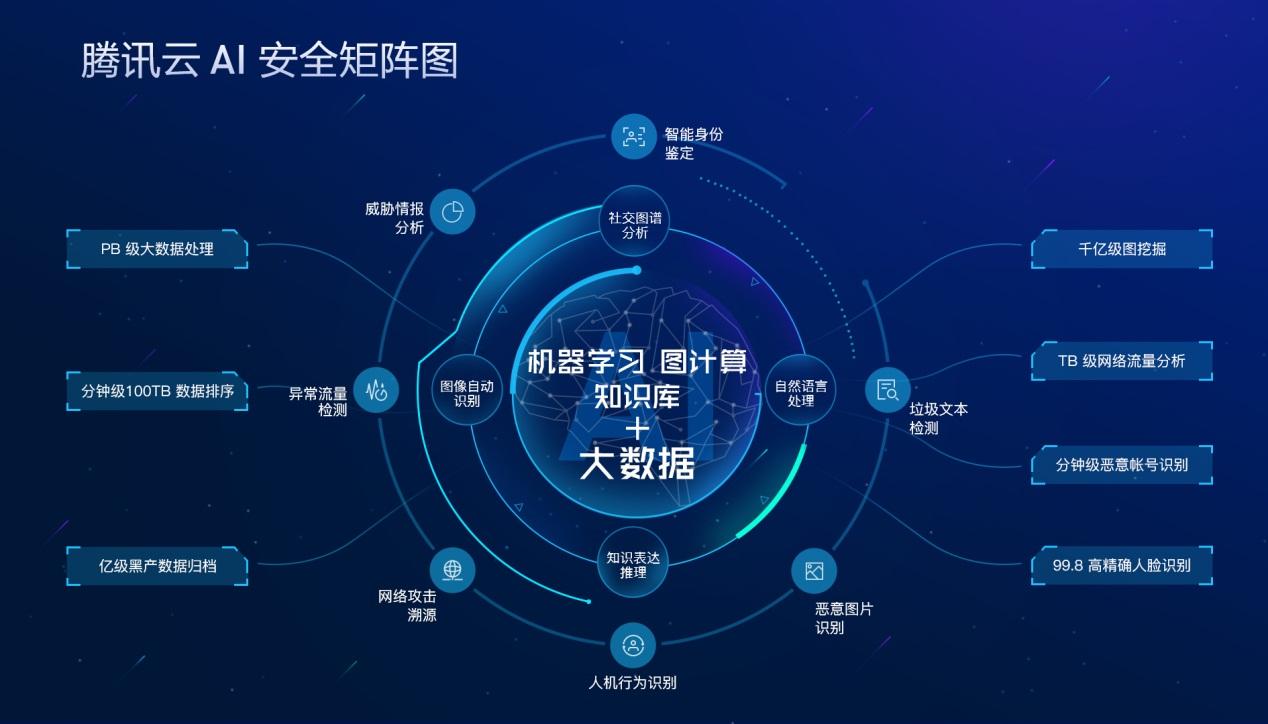 腾讯云 AI 安全矩阵图
智能身份
鉴定
威胁情报
分析
社交图谱
分析
PB 级大数据处理
千亿级图挖掘
机器学习 图计算
知识库
+
大数据
TB 级网络流量分析
分钟级100TB 数据排序
异常流量
检测
图像自动
识别
自然语言
处理
垃圾文本
检测
分钟级恶意帐号识别
知识表达
推理
亿级黑产数据归档
99.8 高精确人脸识别
网络攻击
溯源
恶意图片
识别
人机行为识别
AI